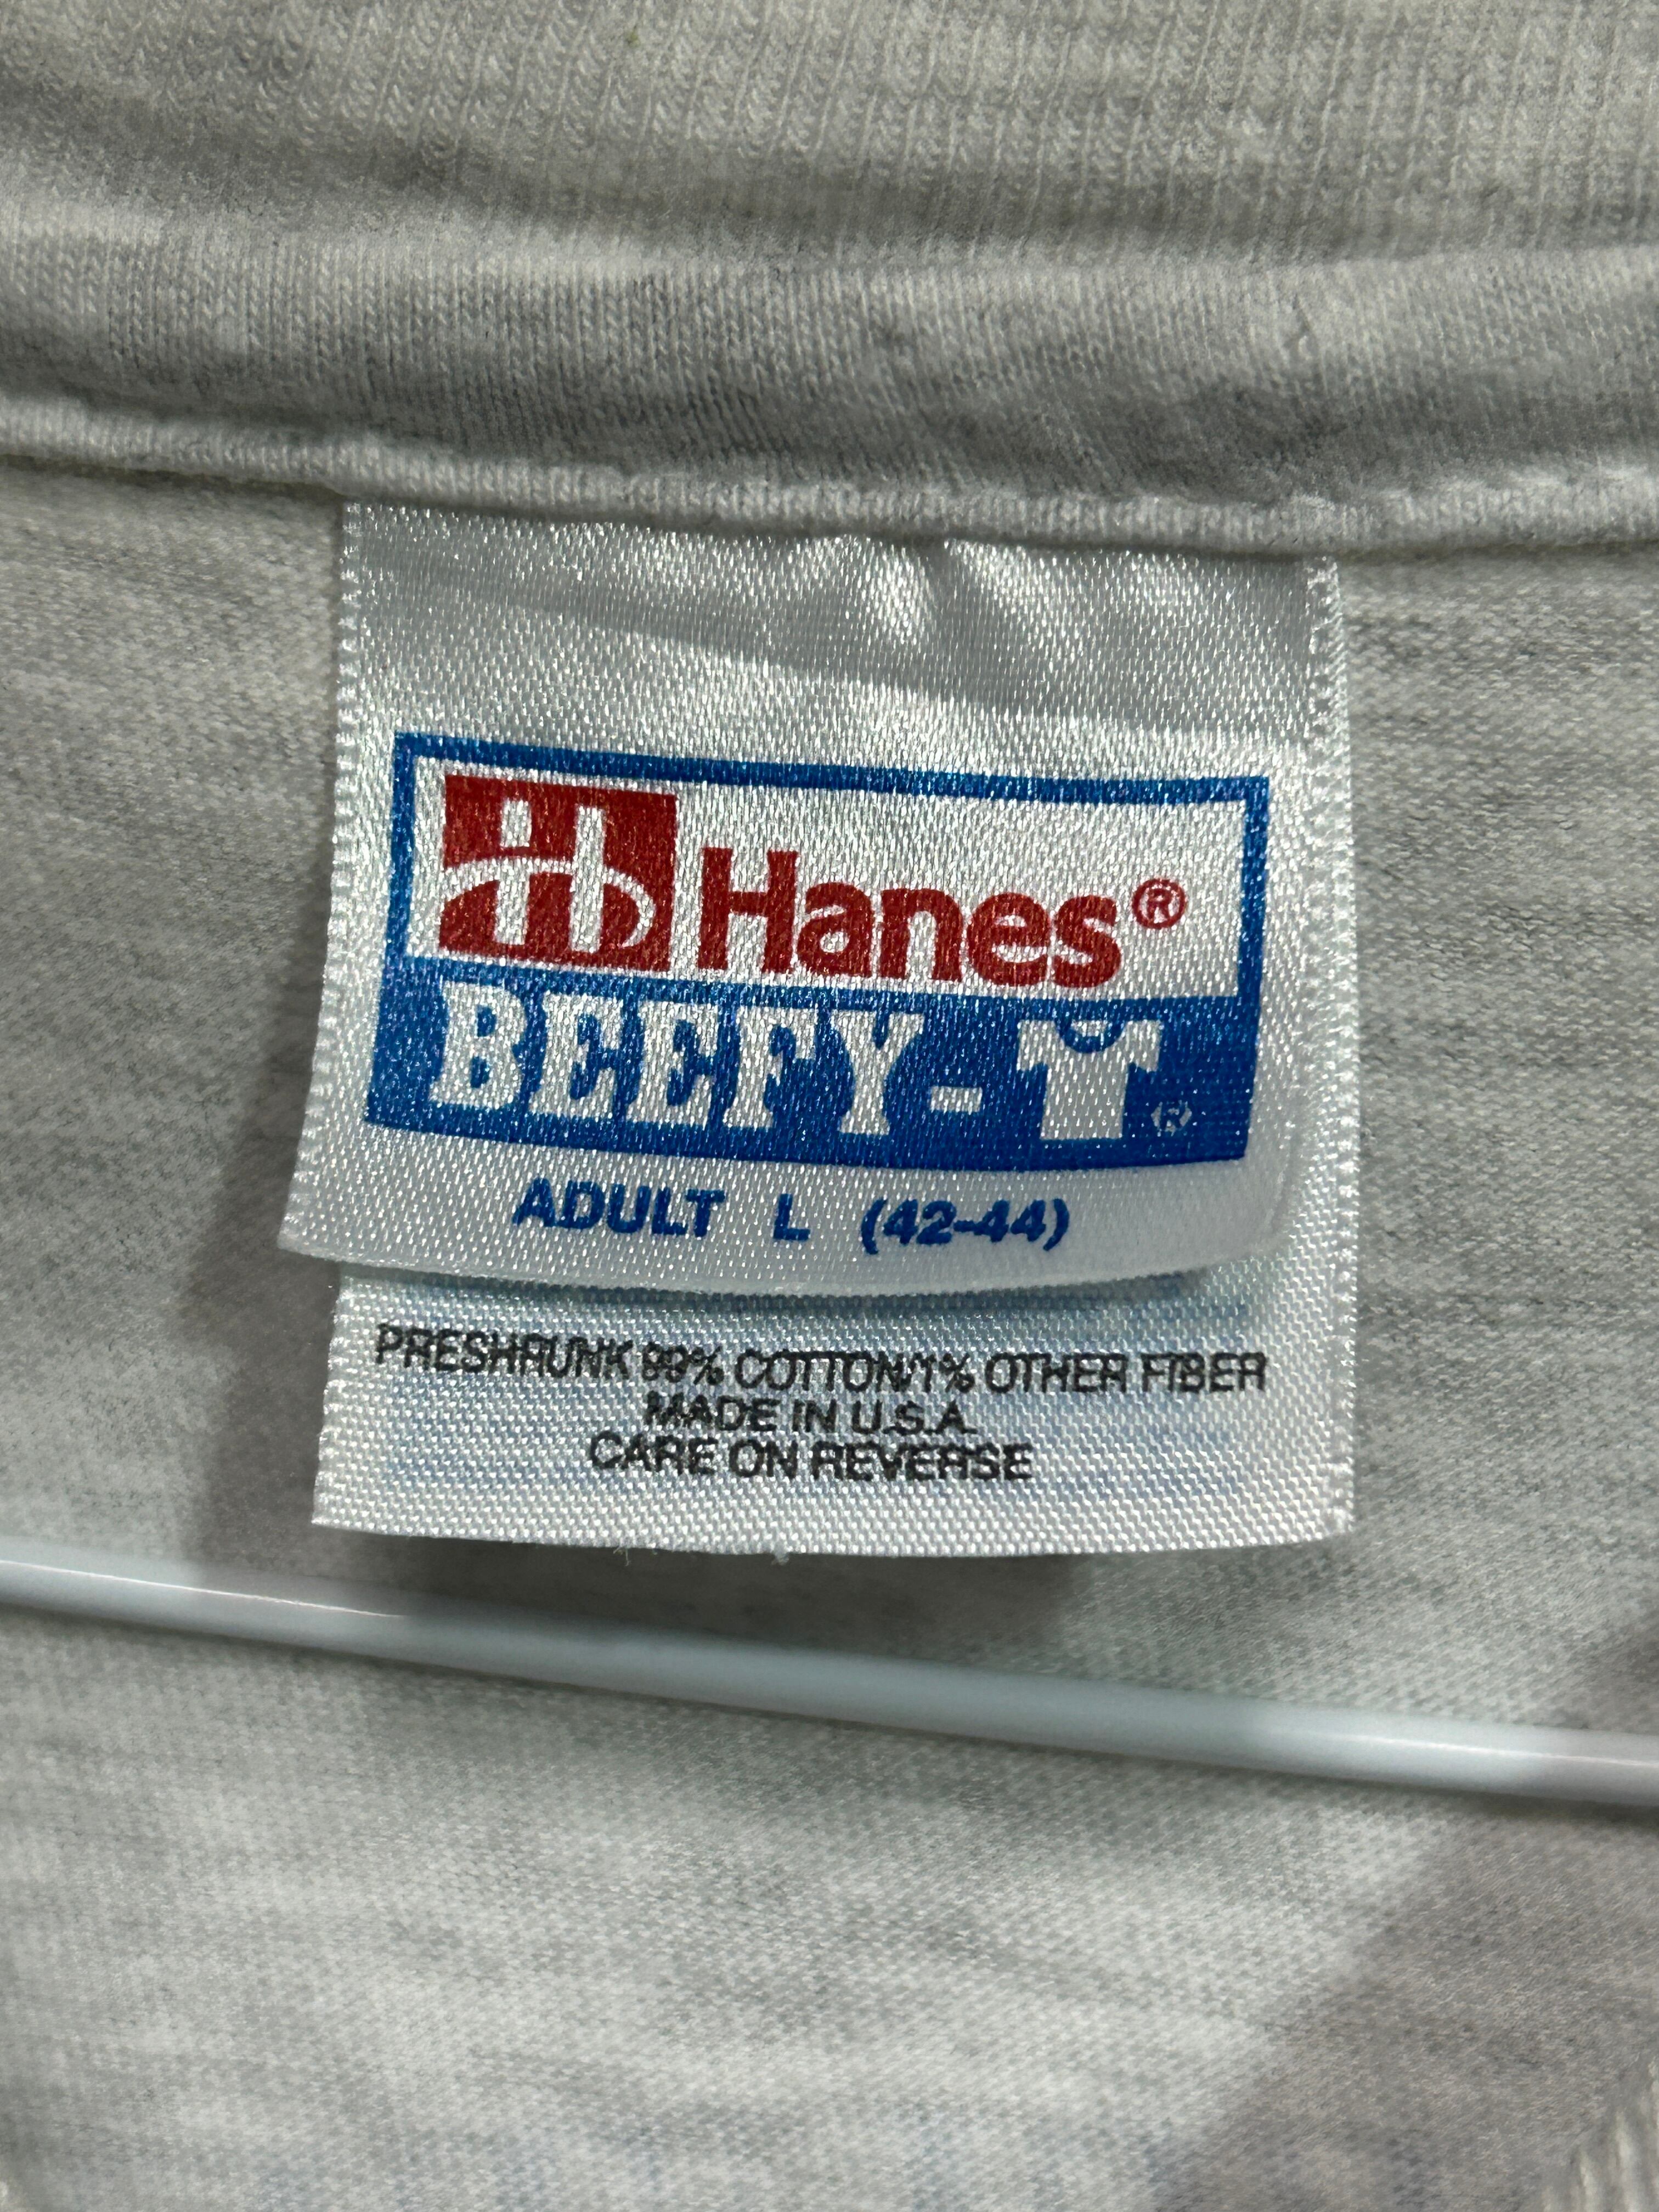 Hanes®
BEEFY-T®
ADULT L (42-44)
PRESHRUNK 99% COTTON/1% OTHER FIBER
MADE IN U.S.A.
CARE ON REVERSE